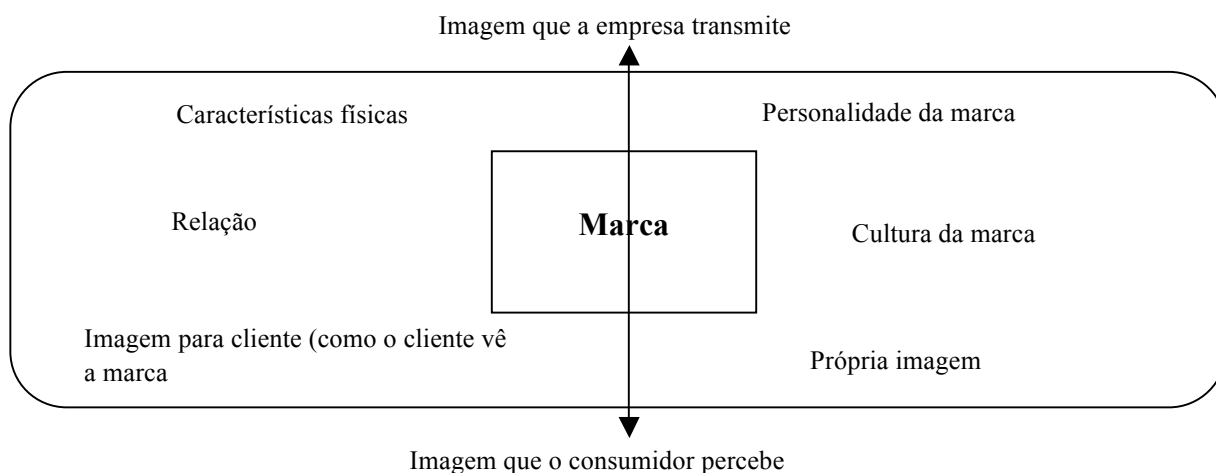 Imagem que a empresa transmite
Características físicas
Personalidade da marca
Relação
Marca
Cultura da marca
Imagem para cliente (como o cliente vê
a marca
Própria imagem
Imagem que o consumidor percebe